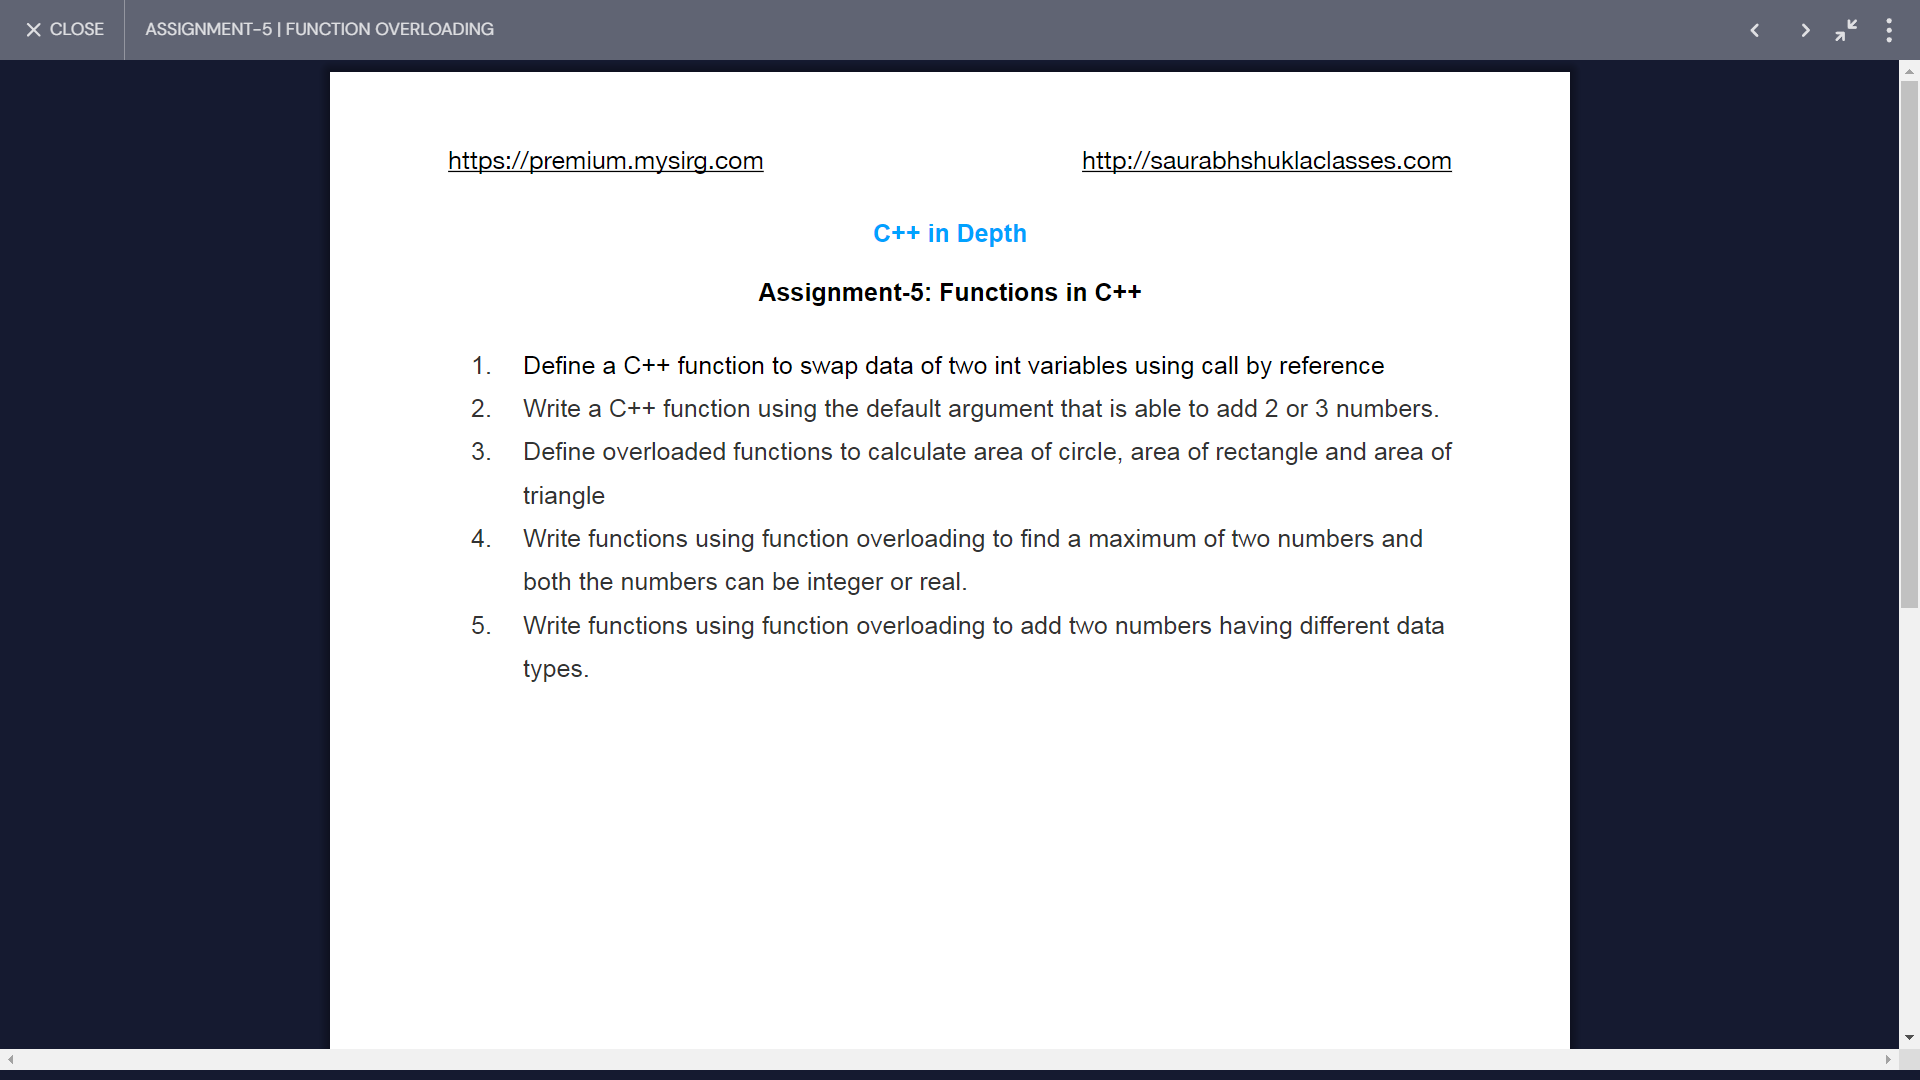 CLOSE
ASSIGNMENT-5 | FUNCTION OVERLOADING
https://premium.mysirg.com
http://saurabhshuklaclasses.com
C++ in Depth
Assignment-5: Functions in C++
1. Define a C++ function to swap data of two int variables using call by reference
2. Write a C++ function using the default argument that is able to add 2 or 3 numbers.
3. Define overloaded functions to calculate area of circle, area of rectangle and area of
triangle
4. Write functions using function overloading to find a maximum of two numbers and
both the numbers can be integer or real.
5. Write functions using function overloading to add two numbers having different data
types.